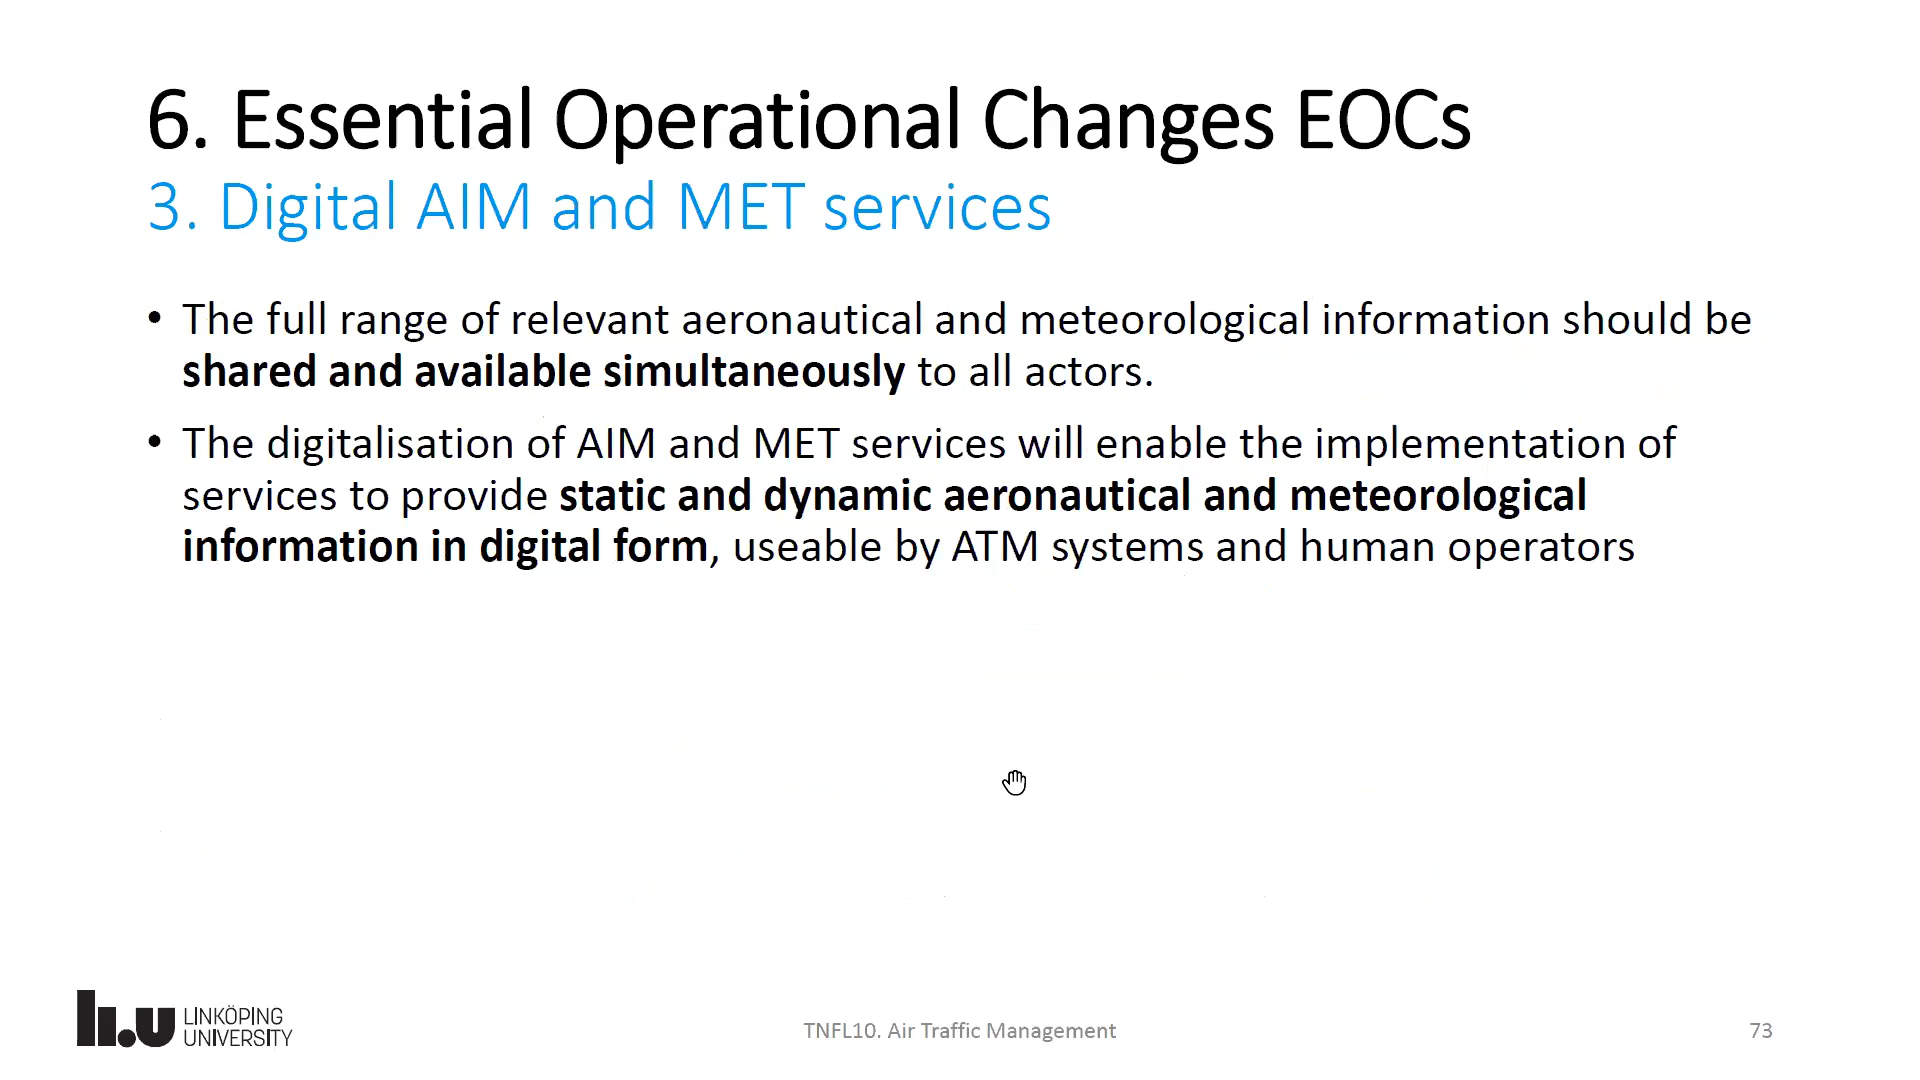 6. Essential Operational Changes EOCs
3. Digital AIM and MET services
• The full range of relevant aeronautical and meteorological information should be
shared and available simultaneously to all actors.
• The digitalisation of AIM and MET services will enable the implementation of
services to provide static and dynamic aeronautical and meteorological
information in digital form, useable by ATM systems and human operators
li.u LINKÖPING
UNIVERSITY
TNFL10. Air Traffic Management
73